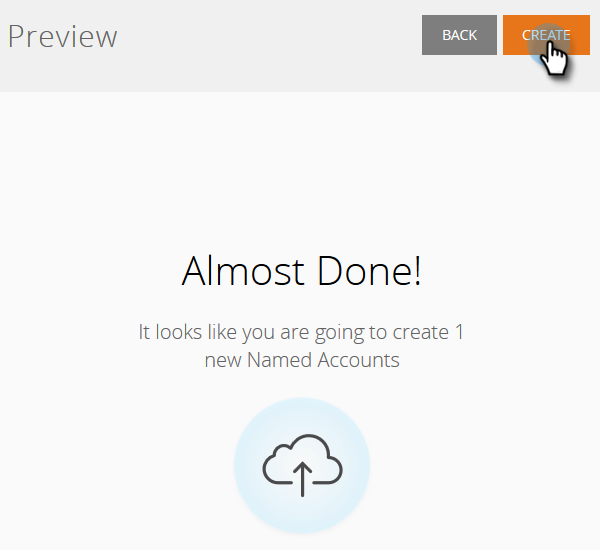 Preview
BACK
CREATE
Almost Done!
It looks like you are going to create 1
new Named Accounts